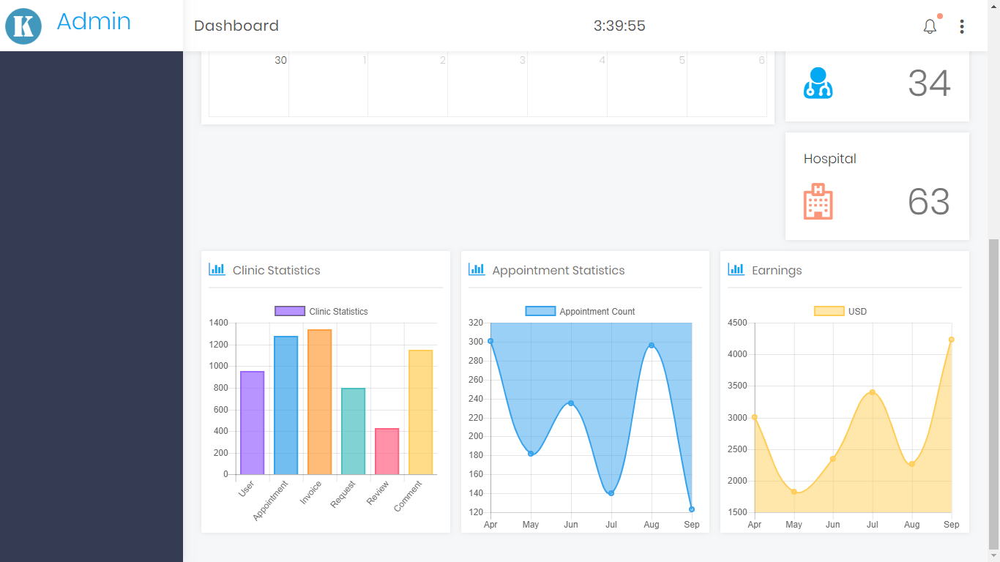 K Admin
Dashboard
3:39:55
30 1 2 3 4 5 6
34
Hospital
H
63
Clinic Statistics
Clinic Statistics
1400
1200
1000
800
600
400
200
0
User Appointment Invoice Request Review Comment
Appointment Statistics
Appointment Count
320
300
280
260
240
220
200
180
160
140
120
Apr May Jun Jul Aug Sep
Earnings
USD
4500
4000
3500
3000
2500
2000
1500
Apr May Jun Jul Aug Sep